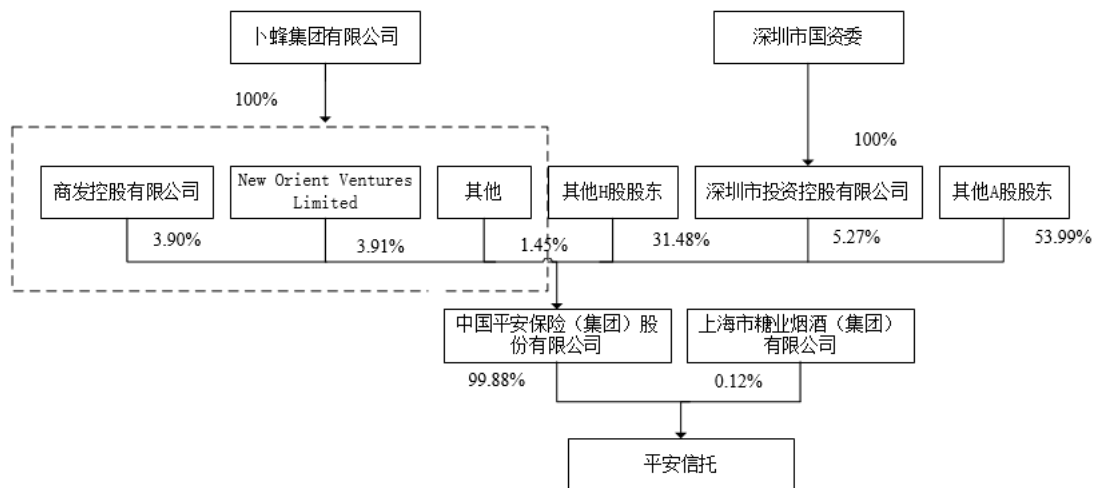 卜蜂集团有限公司
深圳市国资委
100%
100%
商发控股有限公司
New Orient Ventures
Limited
其他
其他H股股东
深圳市投资控股有限公司
其他A股股东
3.90%
3.91%
1.45%
31.48%
5.27%
53.99%
中国平安保险（集团）股
份有限公司
上海市糖业烟酒（集团）
有限公司
99.88%
0.12%
平安信托